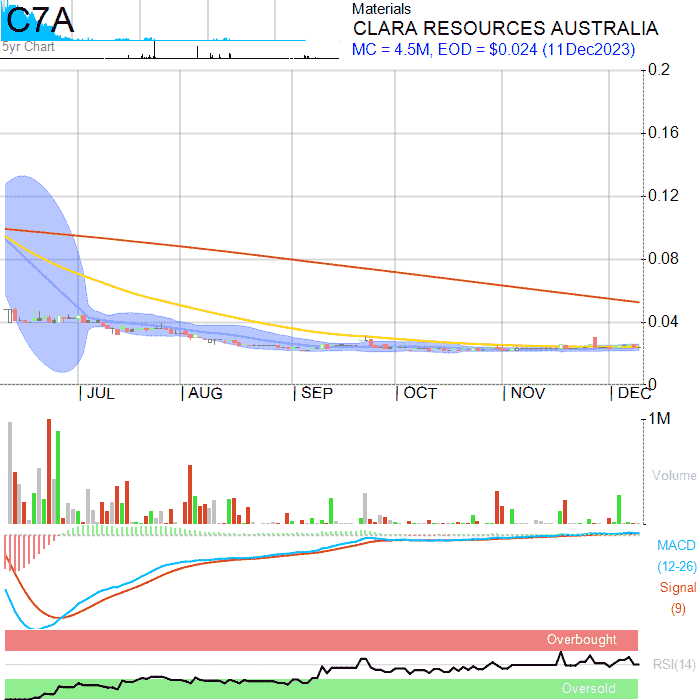 C7A
5yr Chart
Materials
CLARA RESOURCES AUSTRALIA
MC = 4.5M, EOD = $0.024 (11Dec2023)
0.2
0.16
0.12
0.08
0.04
0
JUL AUG SEP OCT NOV DEC
1M
Volume
MACD
(12-26)
Signal
(9)
Overbought
RSI(14)
Oversold